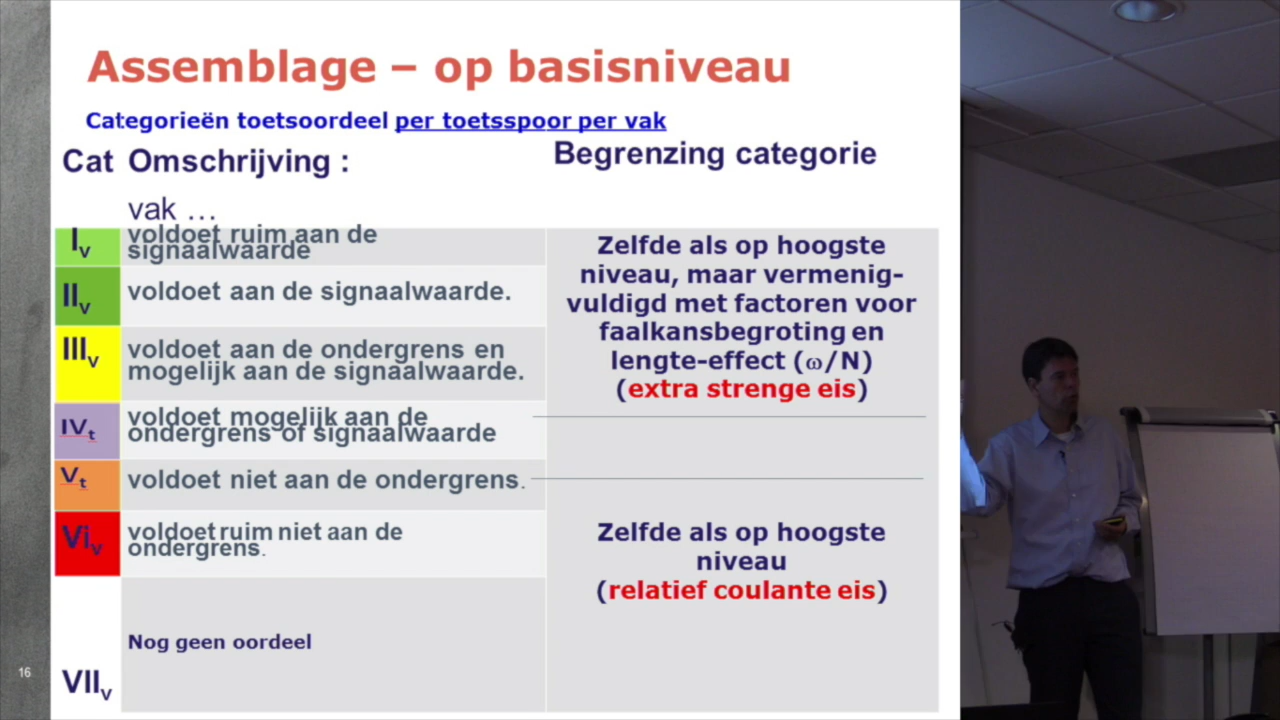 Assemblage – op basisniveau
Categorieën toetsoordeel per toetsspoor per vak
Cat Omschrijving :
Begrenzing categorie
vak …
Iv
voldoet ruim aan de
signaalwaarde
IIv
voldoet aan de signaalwaarde.
IIIv
voldoet aan de ondergrens en
mogelijk aan de signaalwaarde.
IVt
voldoet mogelijk aan de
ondergrens of signaalwaarde
Vt
voldoet niet aan de ondergrens.
Viv
voldoet ruim niet aan de
ondergrens.
VIIv
Nog geen oordeel
Zelfde als op hoogste
niveau, maar vermenig-
vuldigd met factoren voor
faalkansbegroting en
lengte-effect (ω/N)
(extra strenge eis)
Zelfde als op hoogste
niveau
(relatief coulante eis)
16